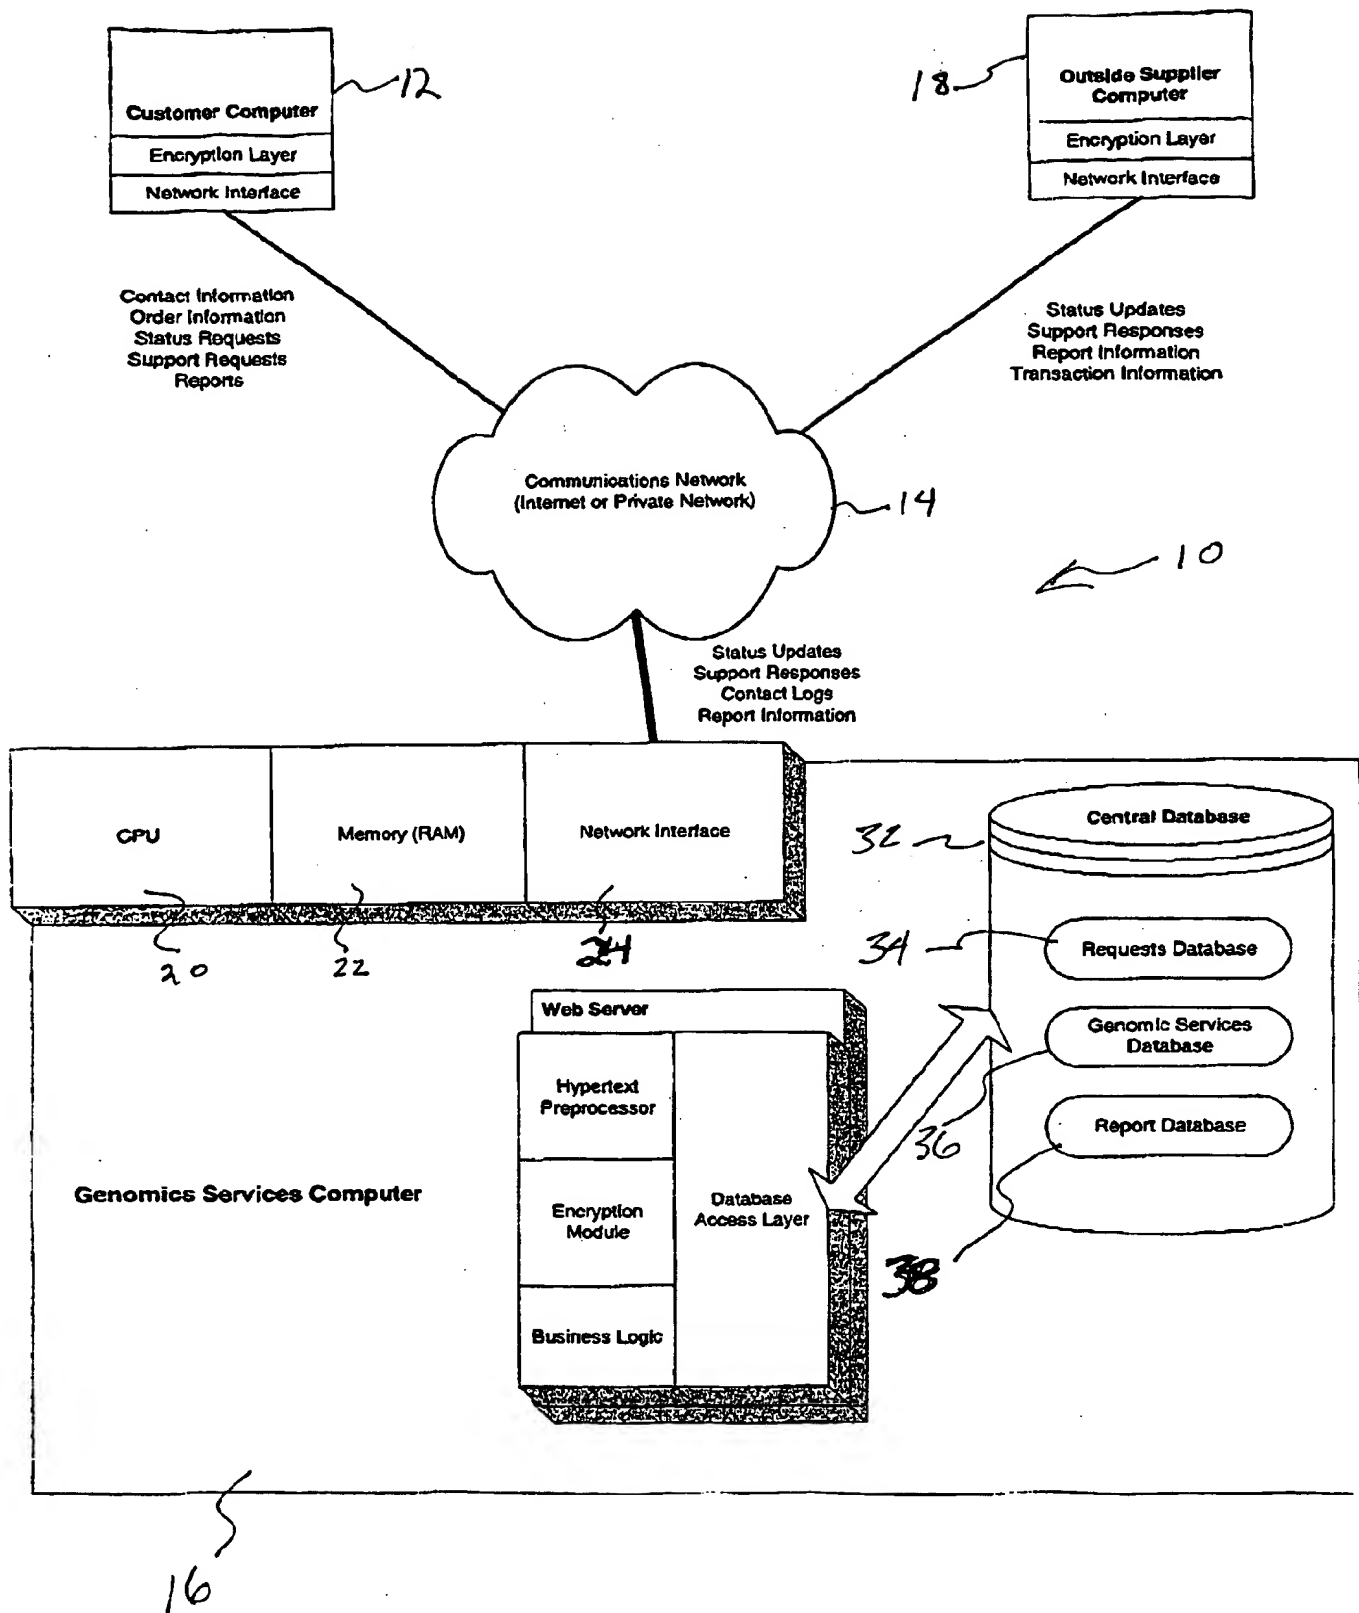 Customer Computer
Encryption Layer
Network Interface
12
18
Outside Supplier
Computer
Encryption Layer
Network Interface
Contact Information
Order Information
Status Requests
Support Requests
Reports
Status Updates
Support Responses
Report Information
Transaction Information
Communications Network
(Internet or Private Network)
14
10
Status Updates
Support Responses
Contact Logs
Report Information
CPU
Memory (RAM)
Network Interface
20
22
24
Central Database
32
34
Requests Database
Genomic Services
Database
36
Report Database
38
Web Server
Hypertext
Preprocessor
Encryption
Module
Business Logic
Database
Access Layer
Genomics Services Computer
16